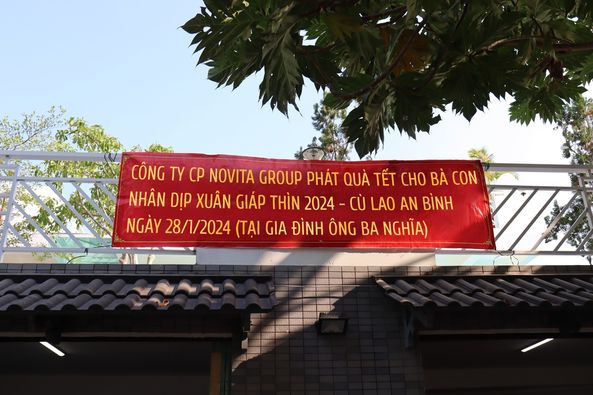 CÔNG TY CP NOVITA GROUP PHÁT QUÀ TẾT CHO BÀ CON
NHÂN DỊP XUÂN GIÁP THÌN 2024 - CÙ LAO AN BÌNH
NGÀY 28/1/2024 (TẠI GIA ĐÌNH ÔNG BA NGHĨA)